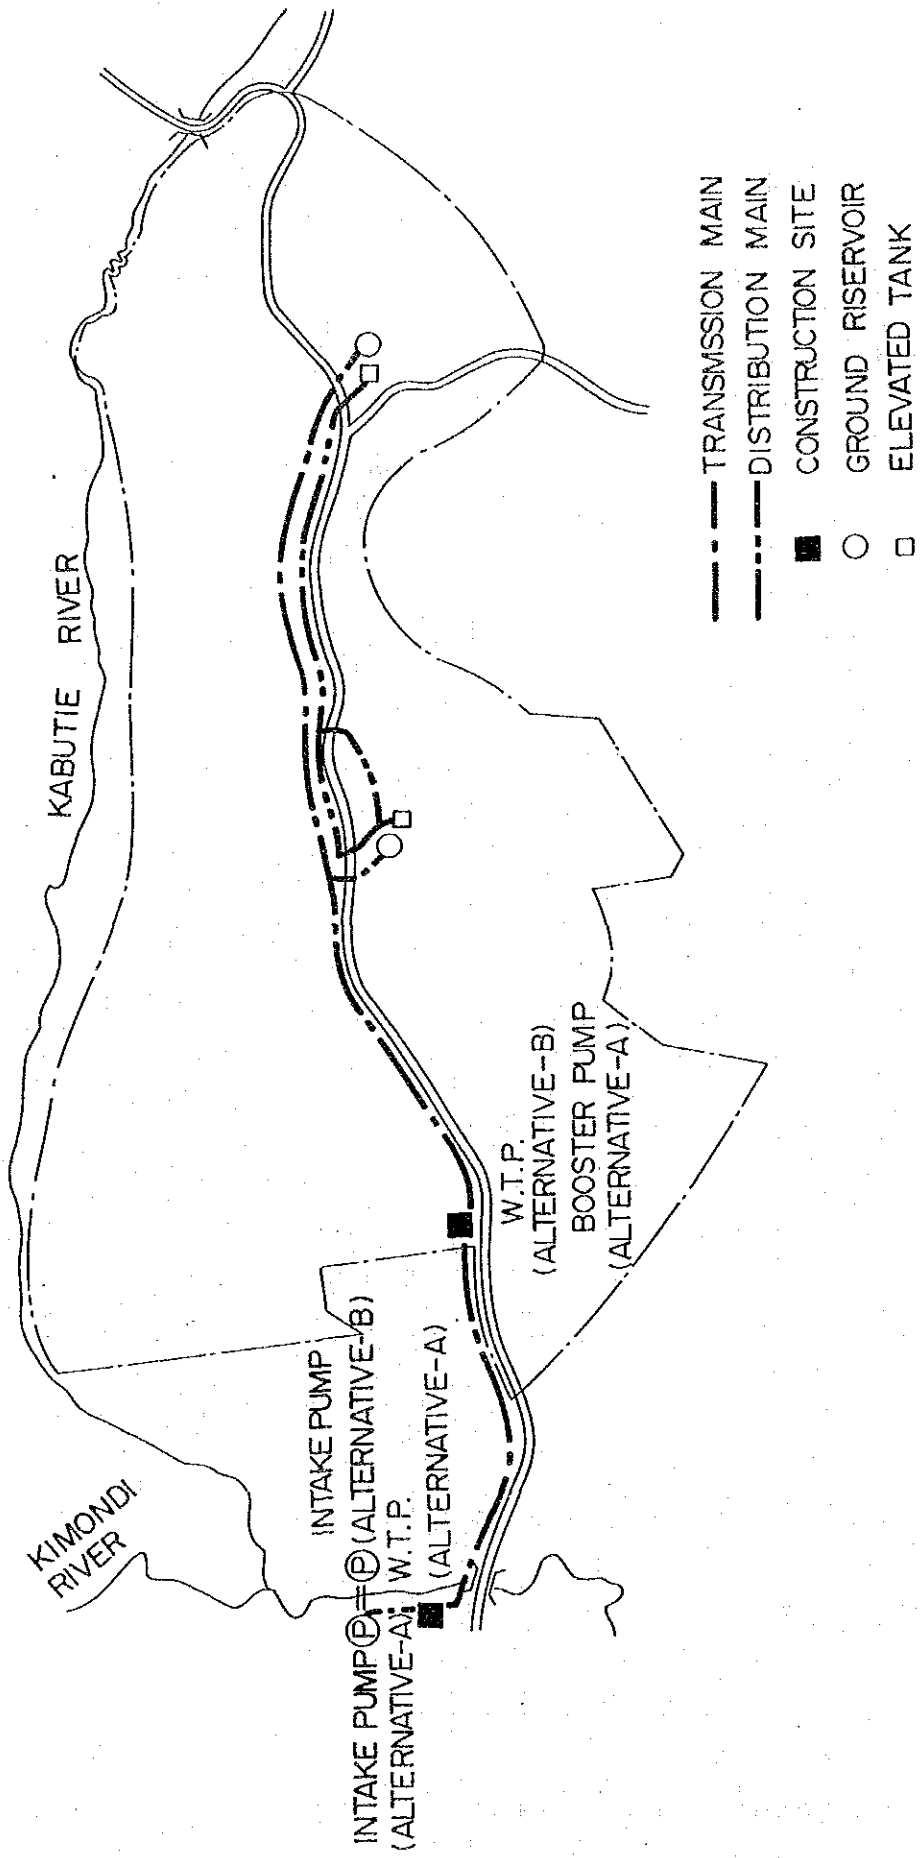 KABUTIE RIVER
KIMONDI
RIVER
INTAKE PUMP
Ⓟ (ALTERNATIVE-B)
INTAKE PUMP Ⓟ
(ALTERNATIVE-A)
W.T.P.
(ALTERNATIVE-A)
W.T.P.
(ALTERNATIVE-B)
BOOSTER PUMP
(ALTERNATIVE-A)
TRANSMSSION MAIN
DISTRIBUTION MAIN
CONSTRUCTION SITE
GROUND RISERVOIR
ELEVATED TANK